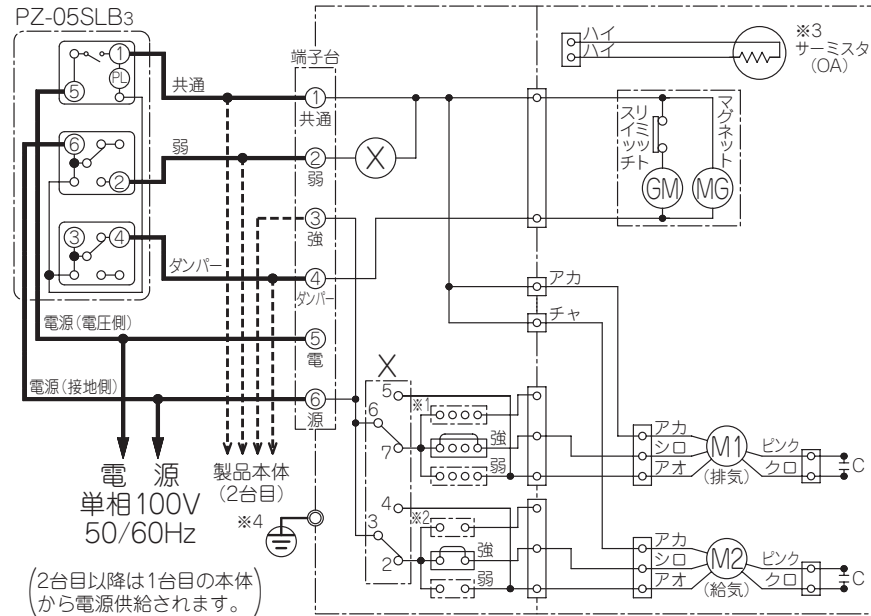 PZ-05SLB3
①
PL
⑤
⑥
②
③
④
共通
弱
ダンパー
電源(電圧側)
電源(接地側)
電源
単相100V
50/60Hz
製品本体
(2台目)
※4
(2台目以降は1台目の本体
から電源供給されます。)
端子台
①
共通
②
弱
③
強
④
ダンパー
⑤
電
⑥
源
X
X
5
6
7
4
3
2
※1
強
弱
※2
強
弱
ハイ
ハイ
※3
サーミスタ
(OA)
リミット
スイッチ
マグネット
GM
MG
アカ
チャ
アカ
シロ
アオ
M1
(排気)
ピンク
クロ
C
アカ
シロ
アオ
M2
(給気)
ピンク
クロ
C